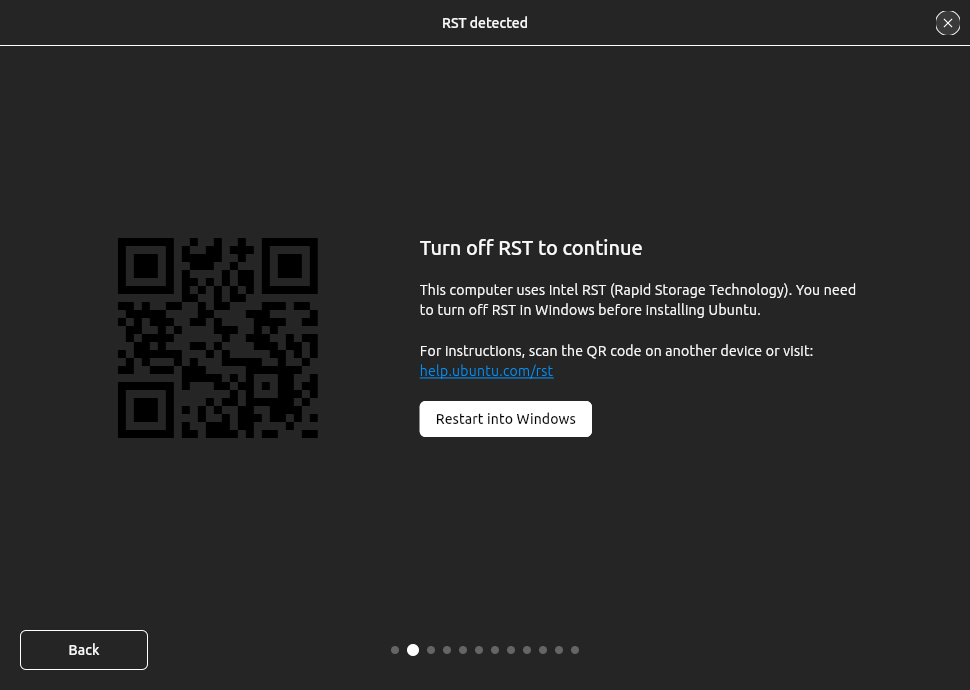 RST detected
Turn off RST to continue
This computer uses Intel RST (Rapid Storage Technology). You need
to turn off RST in Windows before installing Ubuntu.
For instructions, scan the QR code on another device or visit:
help.ubuntu.com/rst
Restart into Windows
Back